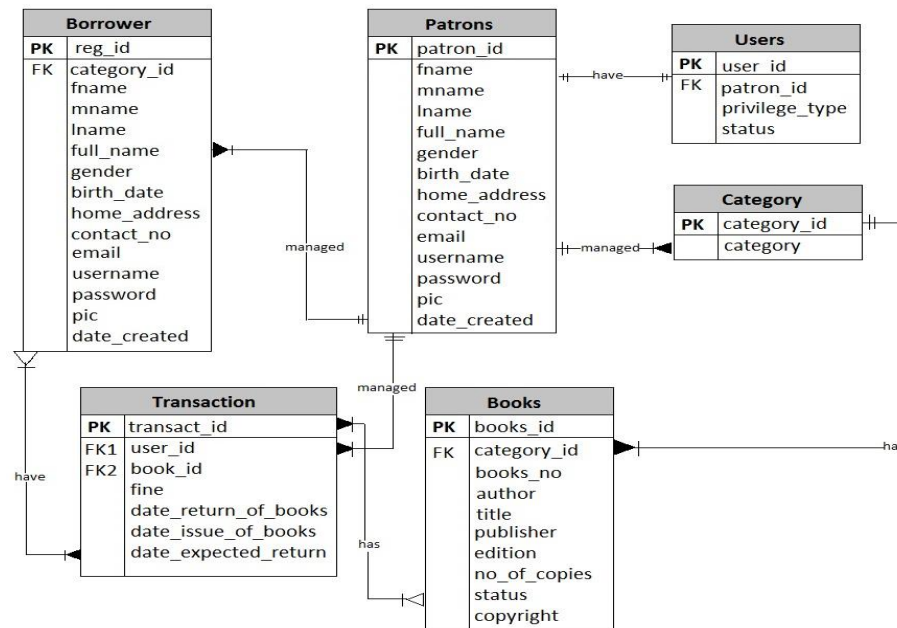 Borrower
PK reg_id
FK category_id
fname
mname
lname
full_name
gender
birth_date
home_address
contact_no
email
username
password
pic
date_created
Patrons
PK patron_id
fname
mname
lname
full_name
gender
birth_date
home_address
contact_no
email
username
password
pic
date_created
have
Users
PK user_id
FK patron_id
privilege_type
status
managed
managed
Category
PK category_id
category
managed
Transaction
PK transact_id
FK1 user_id
FK2 book_id
fine
date_return_of_books
date_issue_of_books
date_expected_return
have
has
Books
PK books_id
FK category_id
books_no
author
title
publisher
edition
no_of_copies
status
copyright
ha